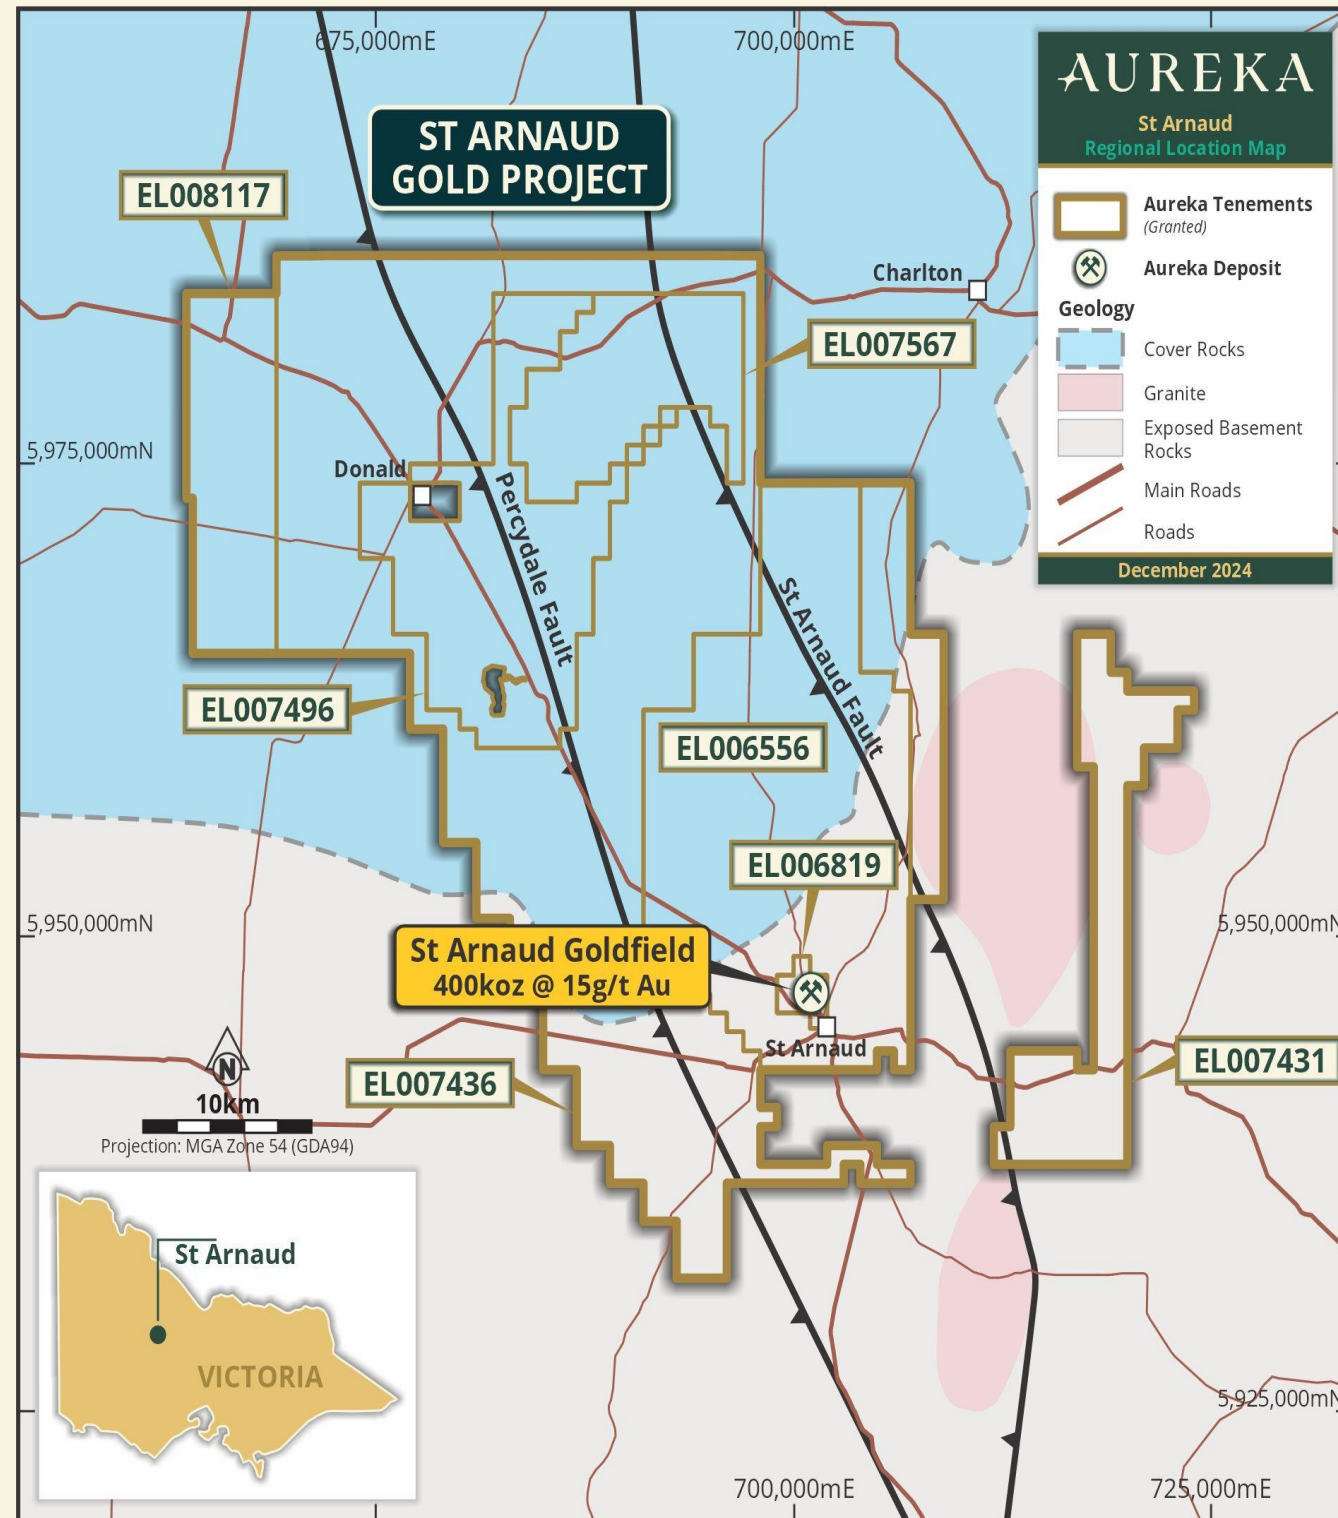 675,000mE
700,000mE
AUREKA
St Arnaud
Regional Location Map
ST ARNAUD
GOLD PROJECT
EL008117
Aureka Tenements
(Granted)
Charlton
Aureka Deposit
Geology
EL007567
Cover Rocks
Granite
Exposed Basement
Rocks
5,975,000mN
Donald
Main Roads
Roads
Percydale Fault
December 2024
St Arnaud Fault
EL007496
EL006556
EL006819
5,950,000mN
5,950,000mN
St Arnaud Goldfield
400koz @ 15g/t Au
St Arnaud
EL007436
EL007431
N
10km
Projection: MGA Zone 54 (GDA94)
St Arnaud
VICTORIA
5,925,000mN
700,000mE
725,000mE